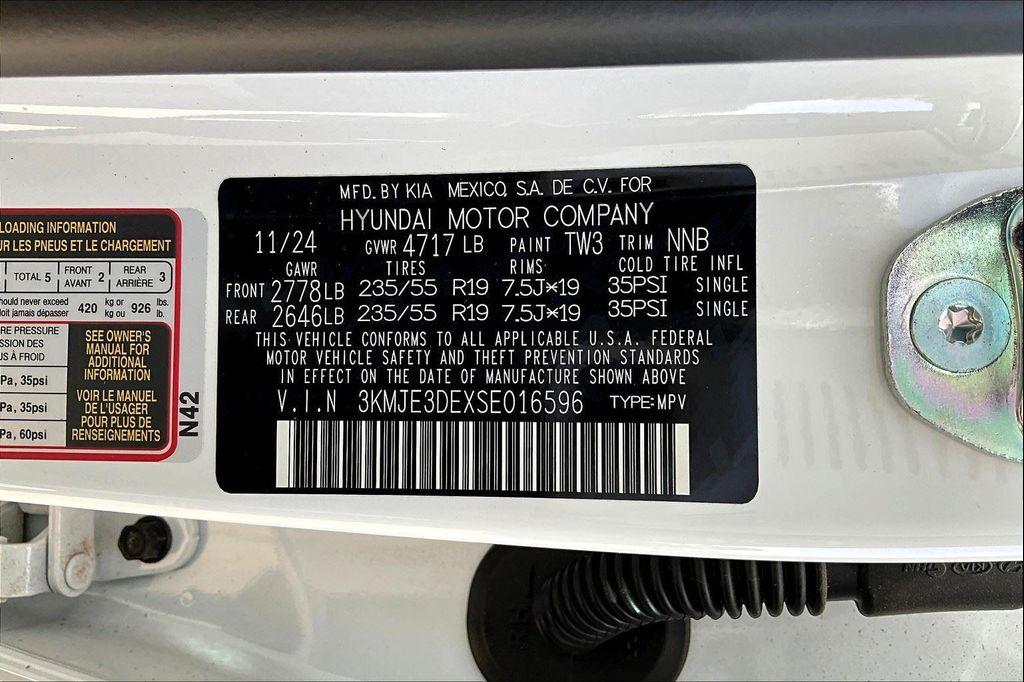 MFD. BY KIA MEXICO, S.A. DE C.V. FOR
HYUNDAI MOTOR COMPANY
11/24 GVWR 4717 LB PAINT TW3 TRIM NNB
GAWR TIRES RIMS COLD TIRE INFL
FRONT 2778LB 235/55 R19 7.5J×19 35PSI SINGLE
REAR 2646LB 235/55 R19 7.5J×19 35PSI SINGLE
THIS VEHICLE CONFORMS TO ALL APPLICABLE U.S.A. FEDERAL
MOTOR VEHICLE SAFETY AND THEFT PREVENTION STANDARDS
IN EFFECT ON THE DATE OF MANUFACTURE SHOWN ABOVE
V.I.N 3KMJE3DEXSE016596 TYPE:MPV
LOADING INFORMATION
UR LES PNEUS ET LE CHARGEMENT
TOTAL 5 FRONT AVANT 2 REAR ARRIÈRE 3
hould never exceed 420 kg or 926 lbs.
doit jamais dépasser kg ou lb.
RE PRESSURE
SSION DES
US À FROID
Pa, 35psi
Pa, 35psi
Pa, 60psi
SEE OWNER'S
MANUAL FOR
ADDITIONAL
INFORMATION
VOIR LE MANUEL
DE L'USAGER
POUR PLUS DE
RENSEIGNEMENTS
N42